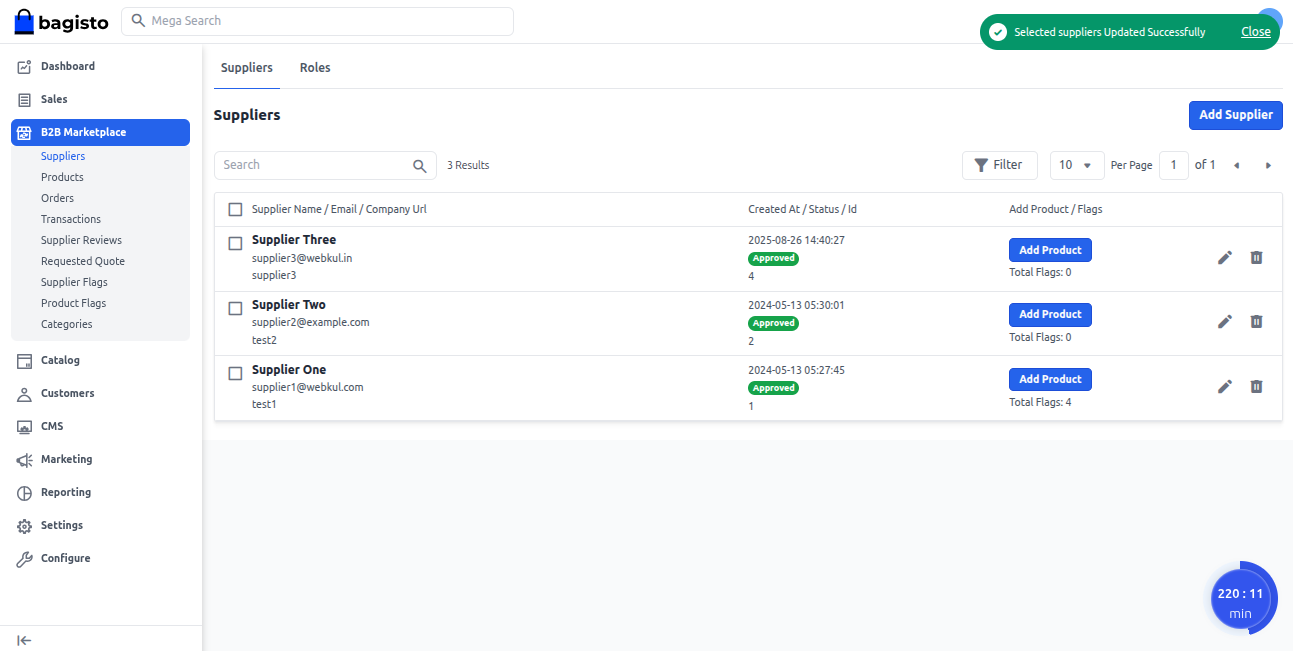 bagisto
Mega Search
Selected suppliers Updated Successfully
Close
Dashboard
Sales
B2B Marketplace
Suppliers
Products
Orders
Transactions
Supplier Reviews
Requested Quote
Supplier Flags
Product Flags
Categories
Catalog
Customers
CMS
Marketing
Reporting
Settings
Configure
Suppliers Roles
Suppliers
Add Supplier
Search
3 Results
Filter
10
Per Page
1
of 1
Supplier Name / Email / Company Url
Created At / Status / Id
Add Product / Flags
Supplier Three
supplier3@webkul.in
supplier3
2025-08-26 14:40:27
Approved
4
Add Product
Total Flags: 0
Supplier Two
supplier2@example.com
test2
2024-05-13 05:30:01
Approved
2
Add Product
Total Flags: 0
Supplier One
supplier1@webkul.com
test1
2024-05-13 05:27:45
Approved
1
Add Product
Total Flags: 4
220 : 11
min